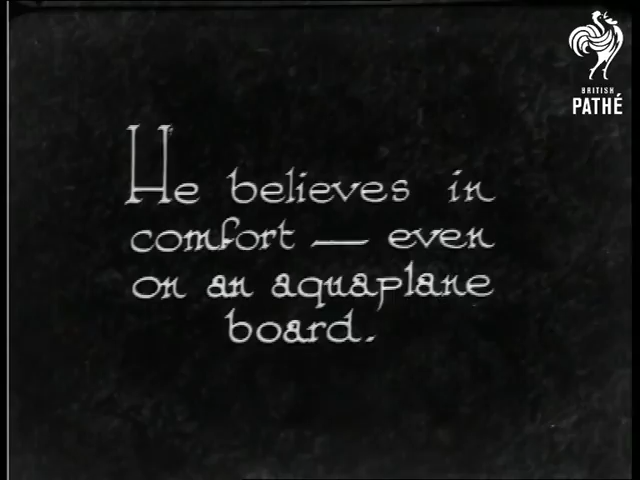 BRITISH
PATHÉ
He believes in
comfort — even
on an aquaplane
board.